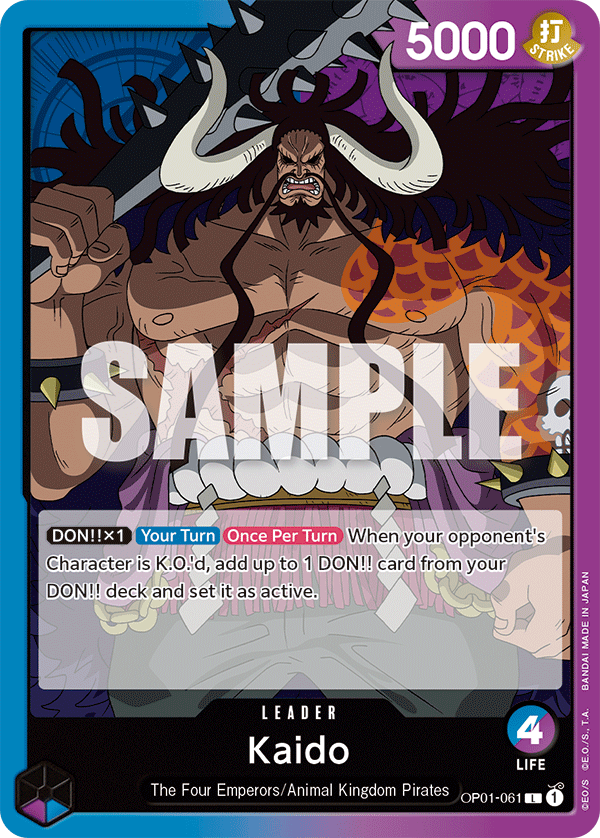 5000
打
STRIKE
SAMPLE
DON!!×1 Your Turn Once Per Turn When your opponent's
Character is K.O.'d, add up to 1 DON!! card from your
DON!! deck and set it as active.
LEADER
Kaido
The Four Emperors/Animal Kingdom Pirates
4
LIFE
OP01-061 L 1
©EO/S ©E.O./S., T.A. BANDAI MADE IN JAPAN